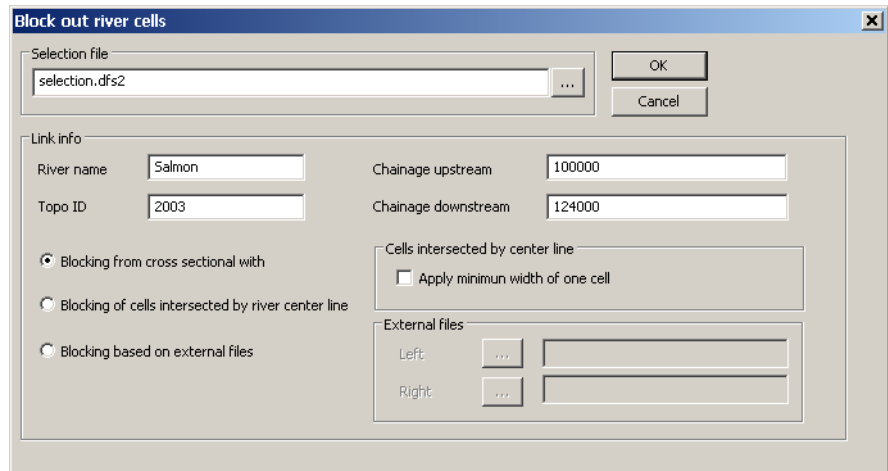 Block out river cells
Selection file
selection.dfs2
...
OK
Cancel
Link info
River name
Salmon
Chainage upstream
100000
Topo ID
2003
Chainage downstream
124000
Blocking from cross sectional with
Blocking of cells intersected by river center line
Blocking based on external files
Cells intersected by center line
Apply minimun width of one cell
External files
Left
...
Right
...